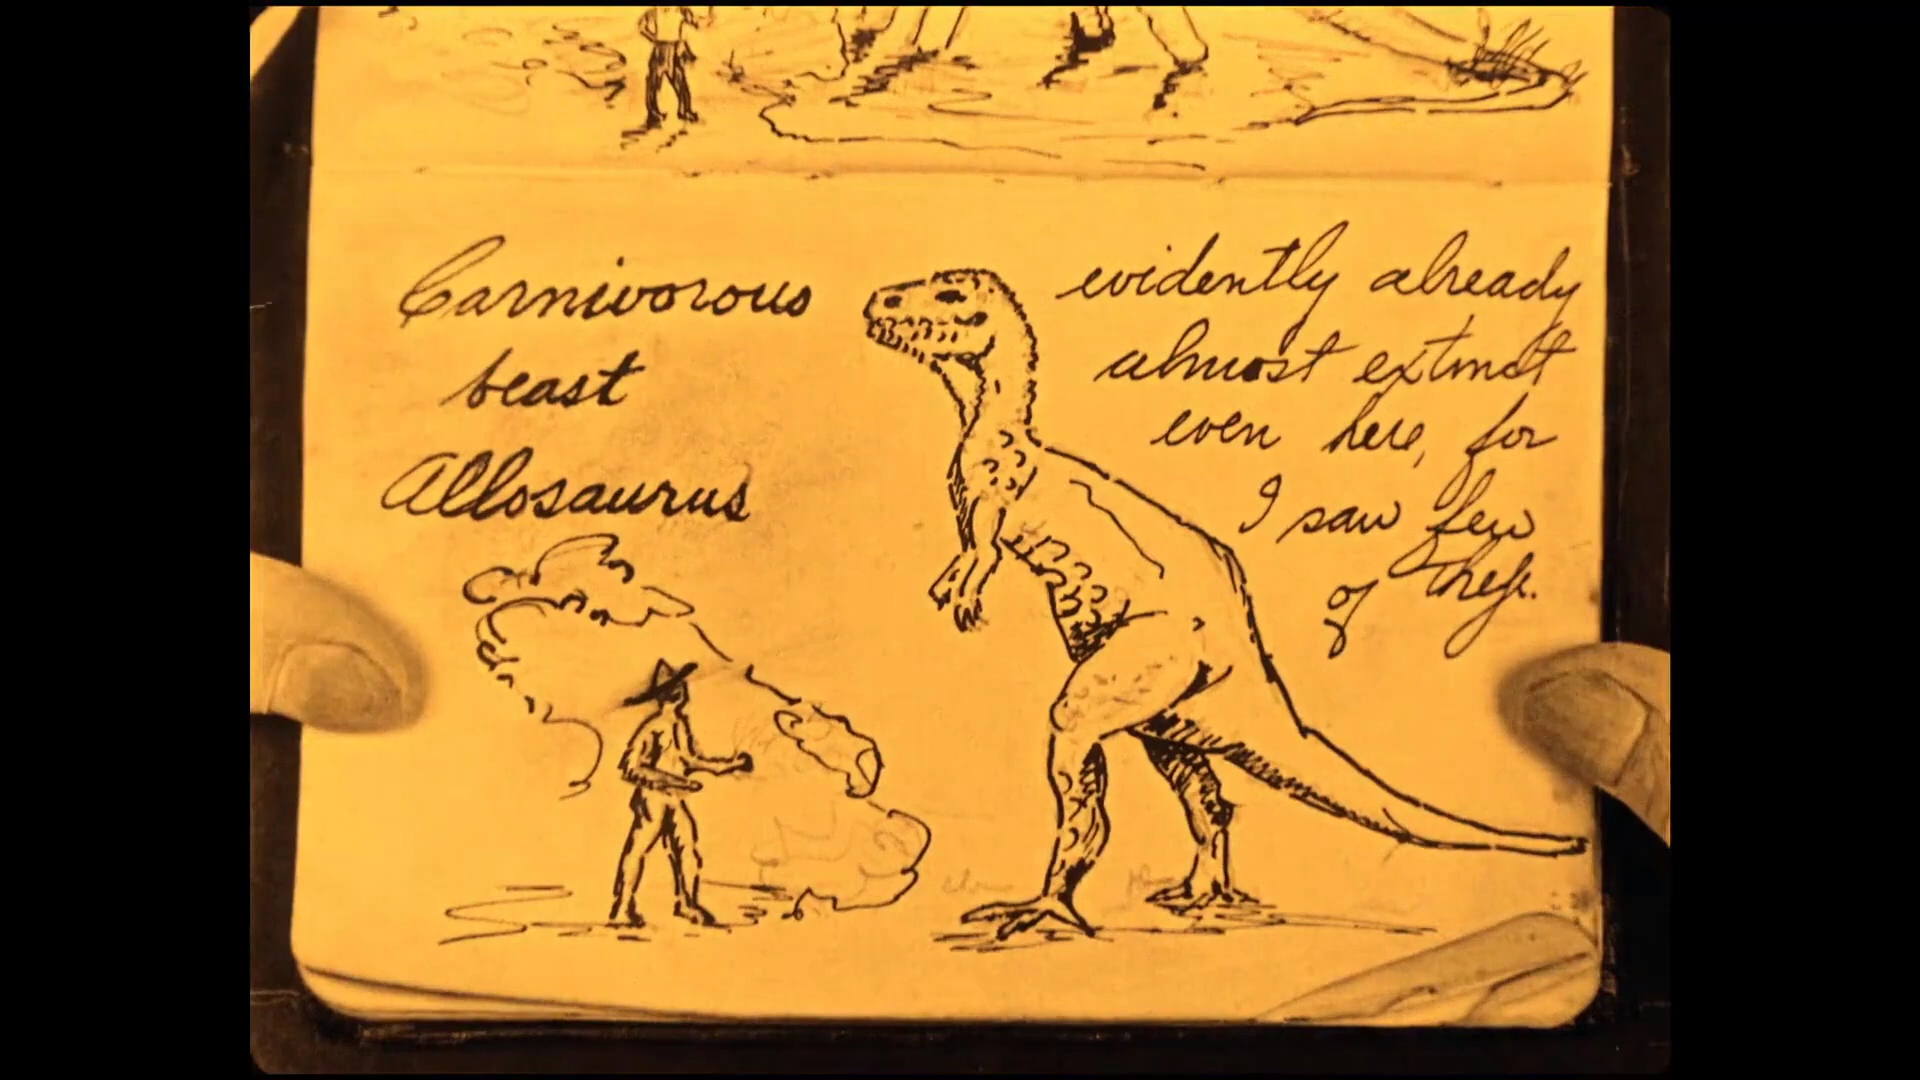 Carnivorous
beast
Allosaurus
evidently already
almost extinct
even here, for
I saw few
of these.